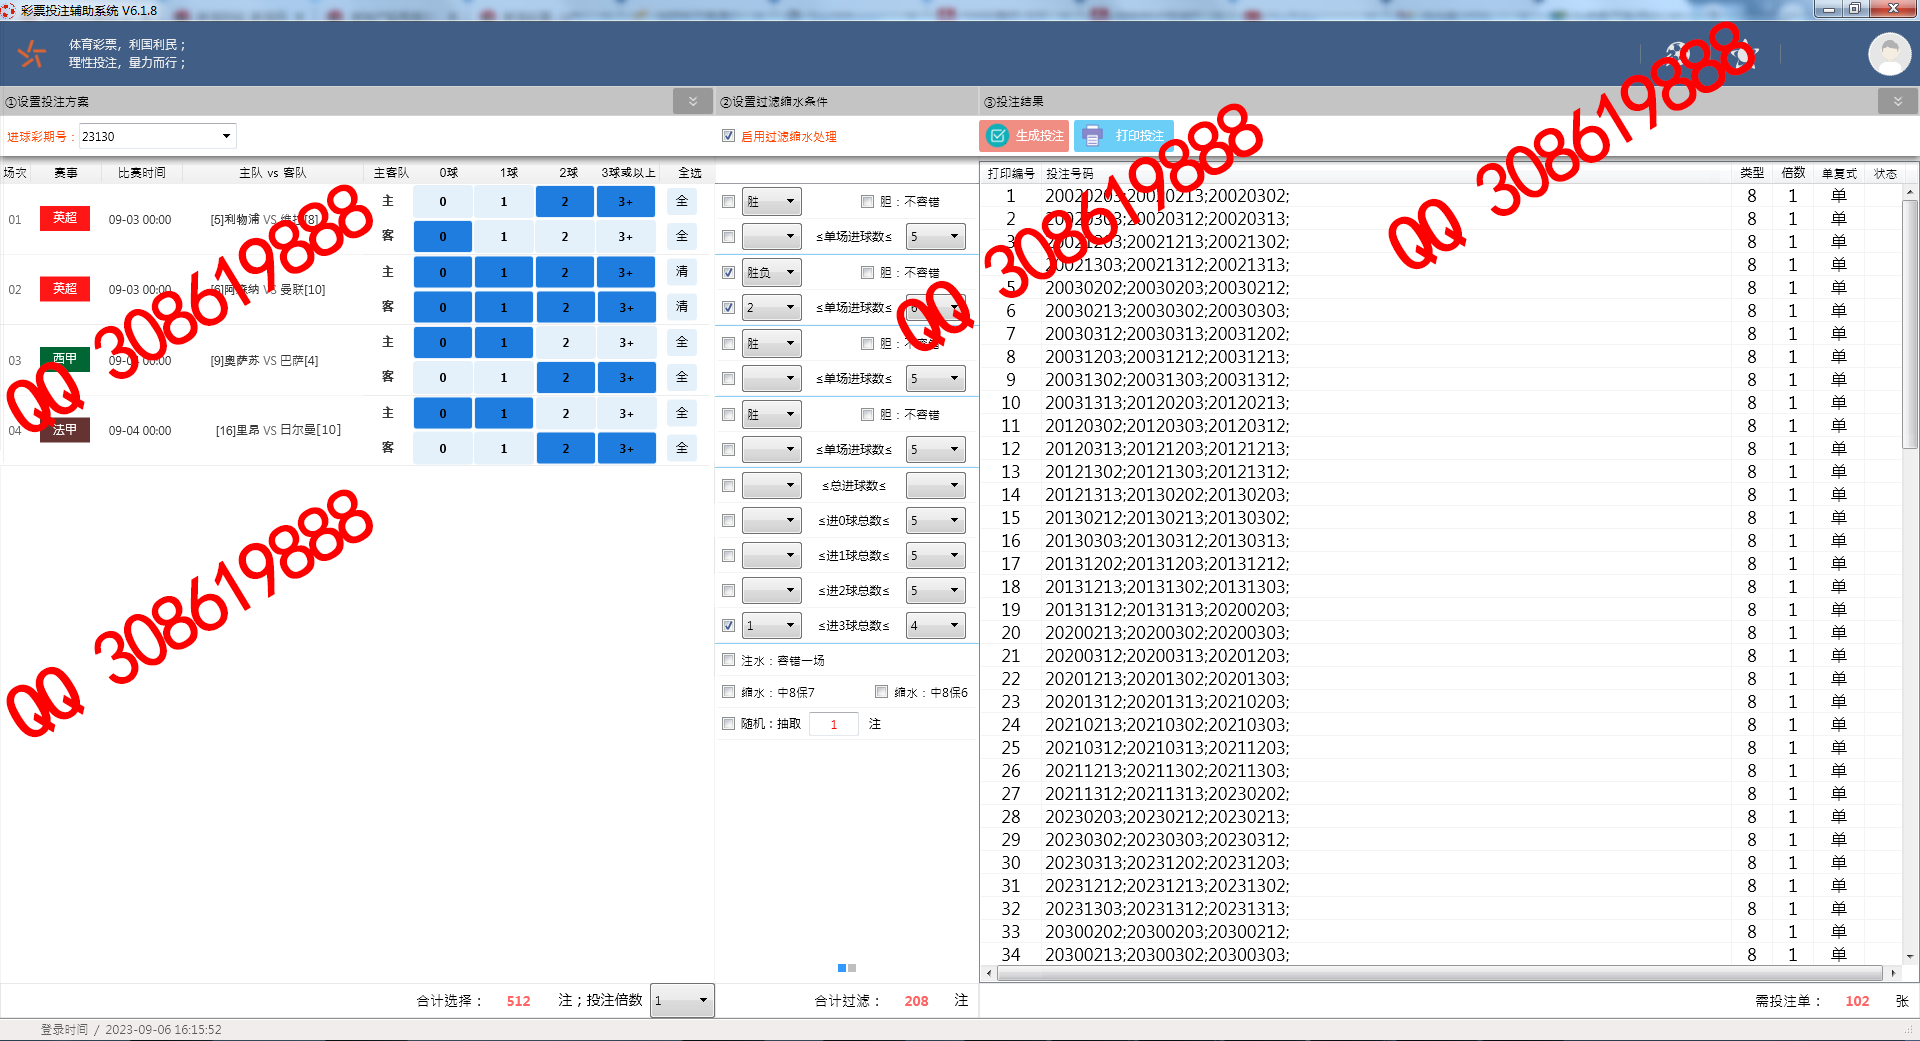 彩票投注辅助系统 V6.1.8
体育彩票，利国利民；
理性投注，量力而行；
①设置投注方案
进球彩期号：
23130
场次 赛事 比赛时间 主队 vs 客队 主客队 0球 1球 2球 3球或以上 全选
01 英超 09-03 00:00 [5]利物浦 VS 维拉[8]
主 0 1 2 3+ 全
客 0 1 2 3+ 全
02 英超 09-03 00:00 [6]阿森纳 VS 曼联[10]
主 0 1 2 3+ 清
客 0 1 2 3+ 清
03 西甲 09-04 00:00 [9]奥萨苏 VS 巴萨[4]
主 0 1 2 3+ 全
客 0 1 2 3+ 全
04 法甲 09-04 00:00 [16]里昂 VS 日尔曼[10]
主 0 1 2 3+ 全
客 0 1 2 3+ 全
QQ 308619888
QQ 308619888
合计选择： 512 注；投注倍数 1
②设置过滤缩水条件
启用过滤缩水处理
胜 胆：不容错
≤单场进球数≤ 5
胜负 胆：不容错
2 ≤单场进球数≤
胜 胆：不容错
≤单场进球数≤ 5
胜 胆：不容错
≤单场进球数≤ 5
≤总进球数≤
≤进0球总数≤ 5
≤进1球总数≤ 5
≤进2球总数≤ 5
1 ≤进3球总数≤ 4
注水：容错一场
缩水：中8保7 缩水：中8保6
随机：抽取 1 注
合计过滤： 208 注
QQ 308619888
③投注结果
生成投注 打印投注
QQ 308619888
打印编号 投注号码 类型 倍数 单复式 状态
1 20020203;20020213;20020302; 8 1 单
2 20020303;20020312;20020313; 8 1 单
3 20021203;20021213;20021302; 8 1 单
20021303;20021312;20021313; 8 1 单
5 20030202;20030203;20030212; 8 1 单
6 20030213;20030302;20030303; 8 1 单
7 20030312;20030313;20031202; 8 1 单
8 20031203;20031212;20031213; 8 1 单
9 20031302;20031303;20031312; 8 1 单
10 20031313;20120203;20120213; 8 1 单
11 20120302;20120303;20120312; 8 1 单
12 20120313;20121203;20121213; 8 1 单
13 20121302;20121303;20121312; 8 1 单
14 20121313;20130202;20130203; 8 1 单
15 20130212;20130213;20130302; 8 1 单
16 20130303;20130312;20130313; 8 1 单
17 20131202;20131203;20131212; 8 1 单
18 20131213;20131302;20131303; 8 1 单
19 20131312;20131313;20200203; 8 1 单
20 20200213;20200302;20200303; 8 1 单
21 20200312;20200313;20201203; 8 1 单
22 20201213;20201302;20201303; 8 1 单
23 20201312;20201313;20210203; 8 1 单
24 20210213;20210302;20210303; 8 1 单
25 20210312;20210313;20211203; 8 1 单
26 20211213;20211302;20211303; 8 1 单
27 20211312;20211313;20230202; 8 1 单
28 20230203;20230212;20230213; 8 1 单
29 20230302;20230303;20230312; 8 1 单
30 20230313;20231202;20231203; 8 1 单
31 20231212;20231213;20231302; 8 1 单
32 20231303;20231312;20231313; 8 1 单
33 20300202;20300203;20300212; 8 1 单
34 20300213;20300302;20300303; 8 1 单
需投注单： 102 张
登录时间 / 2023-09-06 16:15:52